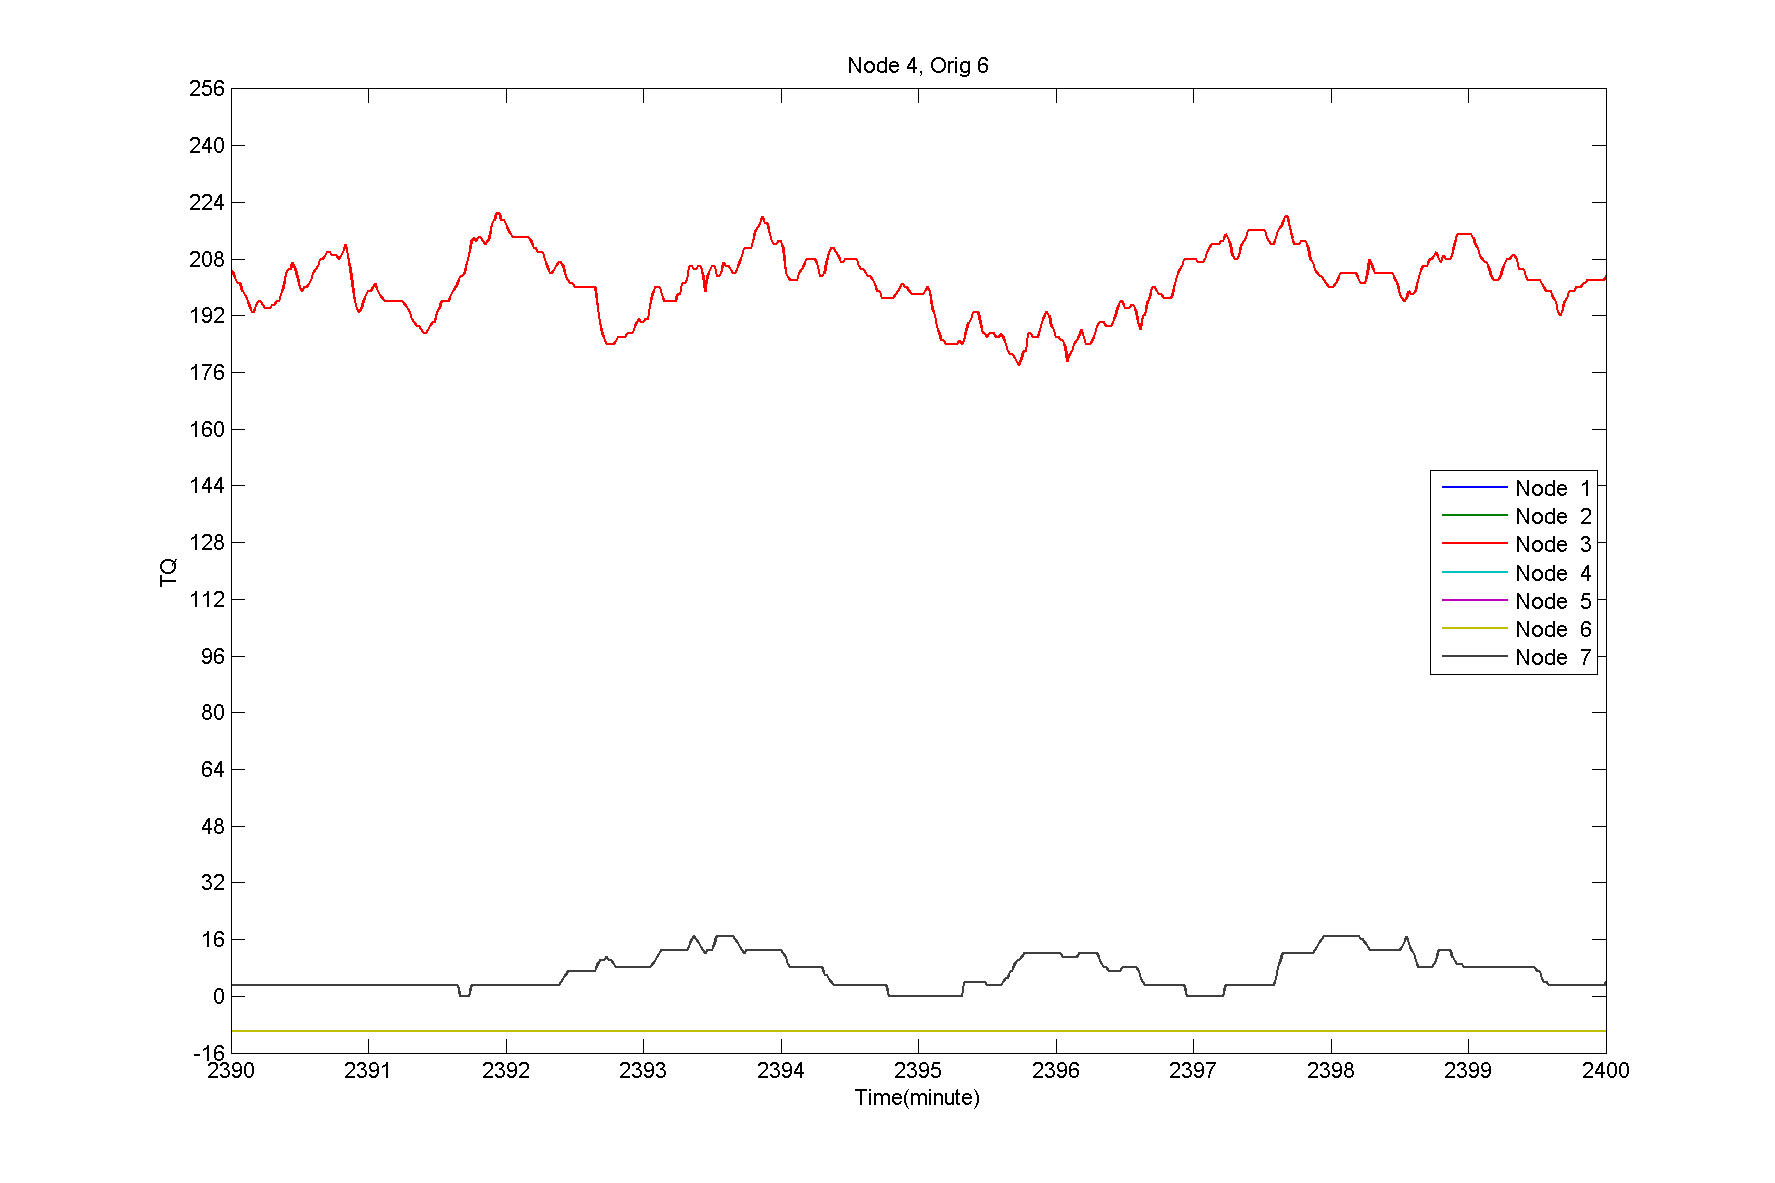 Node 4, Orig 6
256
240
224
208
192
176
160
144
128
112
96
80
64
48
32
16
0
-16
TQ
Node 1
Node 2
Node 3
Node 4
Node 5
Node 6
Node 7
2390 2391 2392 2393 2394 2395 2396 2397 2398 2399 2400
Time(minute)